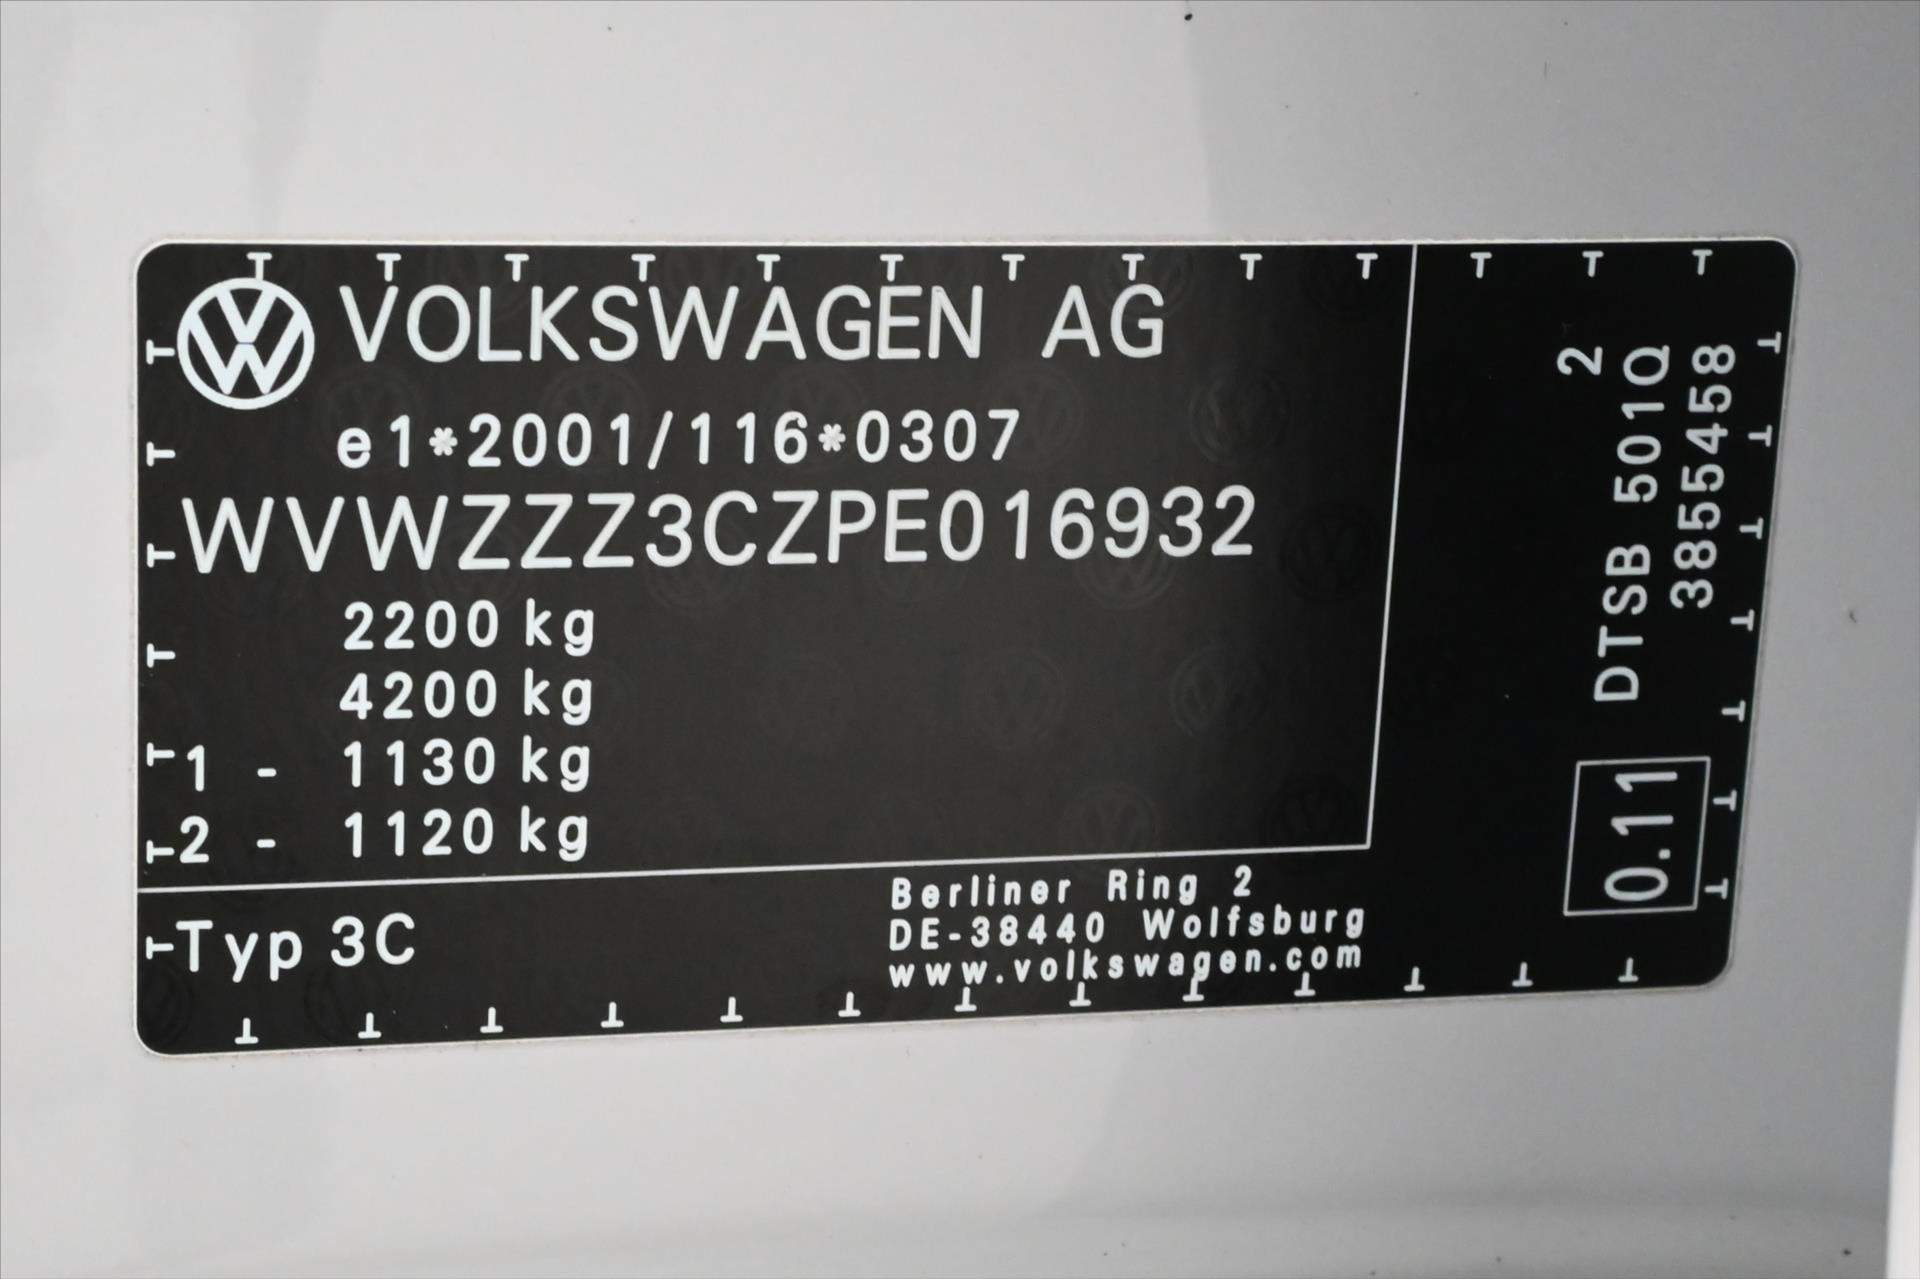 VOLKSWAGEN AG
e1*2001/116*0307
WVWZZZ3CZPE016932
2200 kg
4200 kg
1 - 1130 kg
2 - 1120 kg
Typ 3C
Berliner Ring 2
DE-38440 Wolfsburg
www.volkswagen.com
2
DTSB 501Q
3855458
0.11